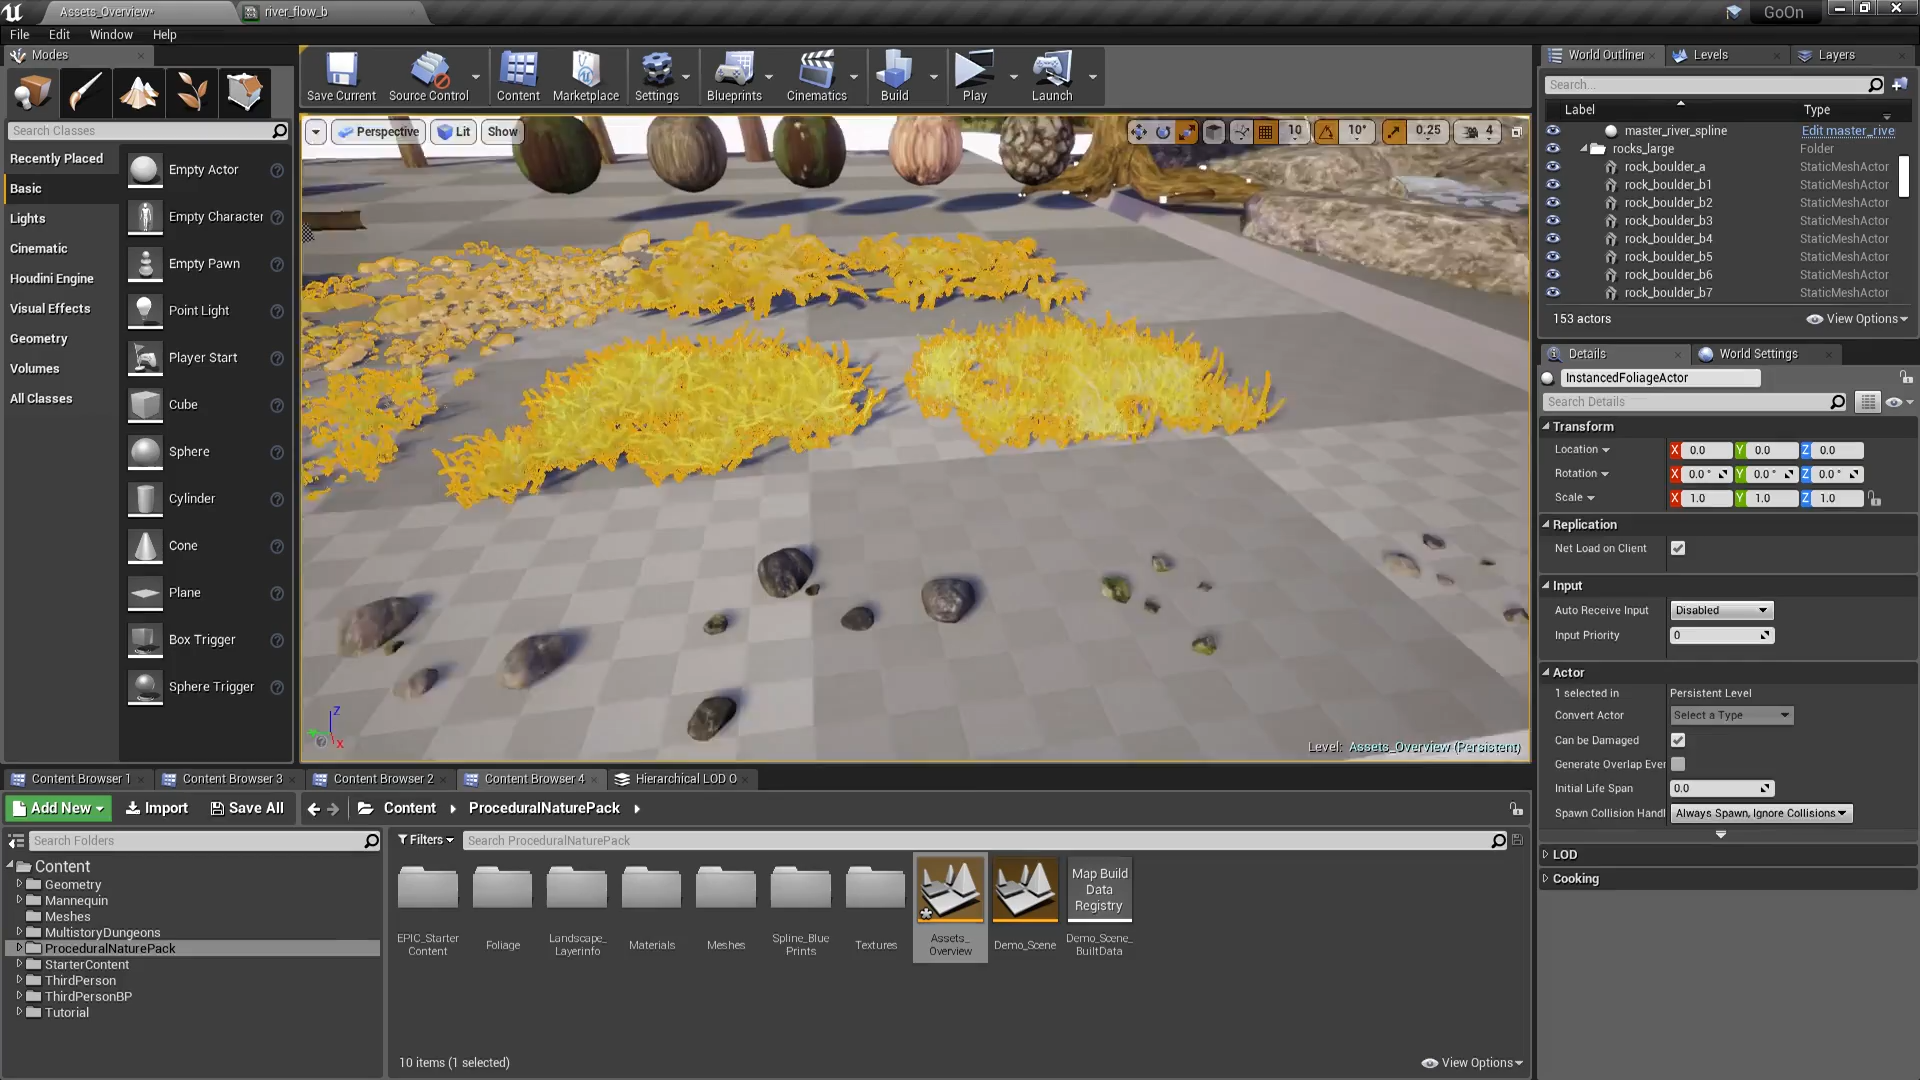 Assets_Overview*
river_flow_b
GoOn
File Edit Window Help
Modes
Search Classes
Recently Placed
Basic
Lights
Cinematic
Houdini Engine
Visual Effects
Geometry
Volumes
All Classes
Empty Actor
Empty Character
Empty Pawn
Point Light
Player Start
Cube
Sphere
Cylinder
Cone
Plane
Box Trigger
Sphere Trigger
Save Current
Source Control
Content
Marketplace
Settings
Blueprints
Cinematics
Build
Play
Launch
Perspective Lit Show
10 10° 0.25 4
Z
X
Level: Assets_Overview (Persistent)
World Outliner Levels Layers
Search...
Label Type
master_river_spline Edit master_rive
rocks_large Folder
rock_boulder_a StaticMeshActor
rock_boulder_b1 StaticMeshActor
rock_boulder_b2 StaticMeshActor
rock_boulder_b3 StaticMeshActor
rock_boulder_b4 StaticMeshActor
rock_boulder_b5 StaticMeshActor
rock_boulder_b6 StaticMeshActor
rock_boulder_b7 StaticMeshActor
153 actors View Options
Details World Settings
InstancedFoliageActor
Search Details
Transform
Location X 0.0 Y 0.0 Z 0.0
Rotation X 0.0 ° Y 0.0 ° Z 0.0 °
Scale X 1.0 Y 1.0 Z 1.0
Replication
Net Load on Client
Input
Auto Receive Input Disabled
Input Priority 0
Actor
1 selected in Persistent Level
Convert Actor Select a Type
Can be Damaged
Generate Overlap Ever
Initial Life Span 0.0
Spawn Collision Handl Always Spawn, Ignore Collisions
LOD
Cooking
Content Browser 1 Content Browser 3 Content Browser 2 Content Browser 4 Hierarchical LOD O
Add New Import Save All Content ProceduralNaturePack
Search Folders
Content
Geometry
Mannequin
Meshes
MultistoryDungeons
ProceduralNaturePack
StarterContent
ThirdPerson
ThirdPersonBP
Tutorial
Filters Search ProceduralNaturePack
EPIC_Starter
Content
Foliage
Landscape_
Layerinfo
Materials
Meshes
Spline_Blue
Prints
Textures
Assets_
Overview
Demo_Scene
Map Build
Data
Registry
Demo_Scene_
BuiltData
10 items (1 selected)
View Options